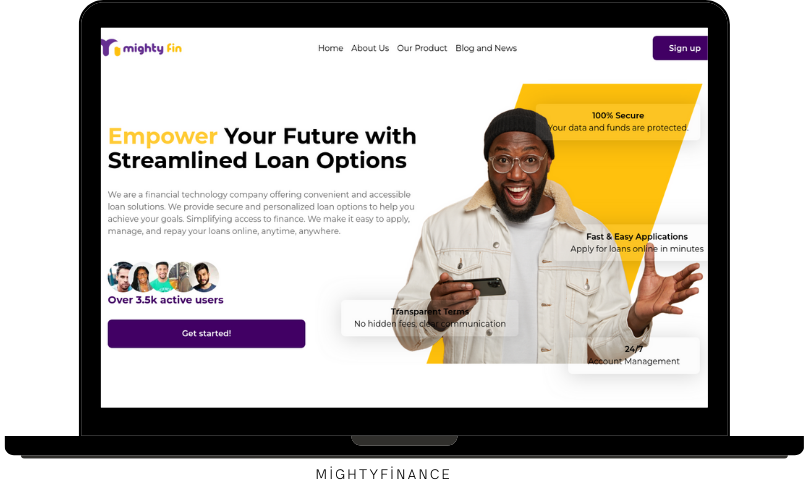 mighty fin
Home About Us Our Product Blog and News
Sign up
Empower Your Future with
Streamlined Loan Options
We are a financial technology company offering convenient and accessible
loan solutions. We provide secure and personalized loan options to help you
achieve your goals. Simplifying access to finance. We make it easy to apply,
manage, and repay your loans online, anytime, anywhere.
Over 3.5k active users
Get started!
100% Secure
Your data and funds are protected.
Fast & Easy Applications
Apply for loans online in minutes
Transparent Terms
No hidden fees, clear communication
24/7
Account Management
MİGHTYFİNANCE